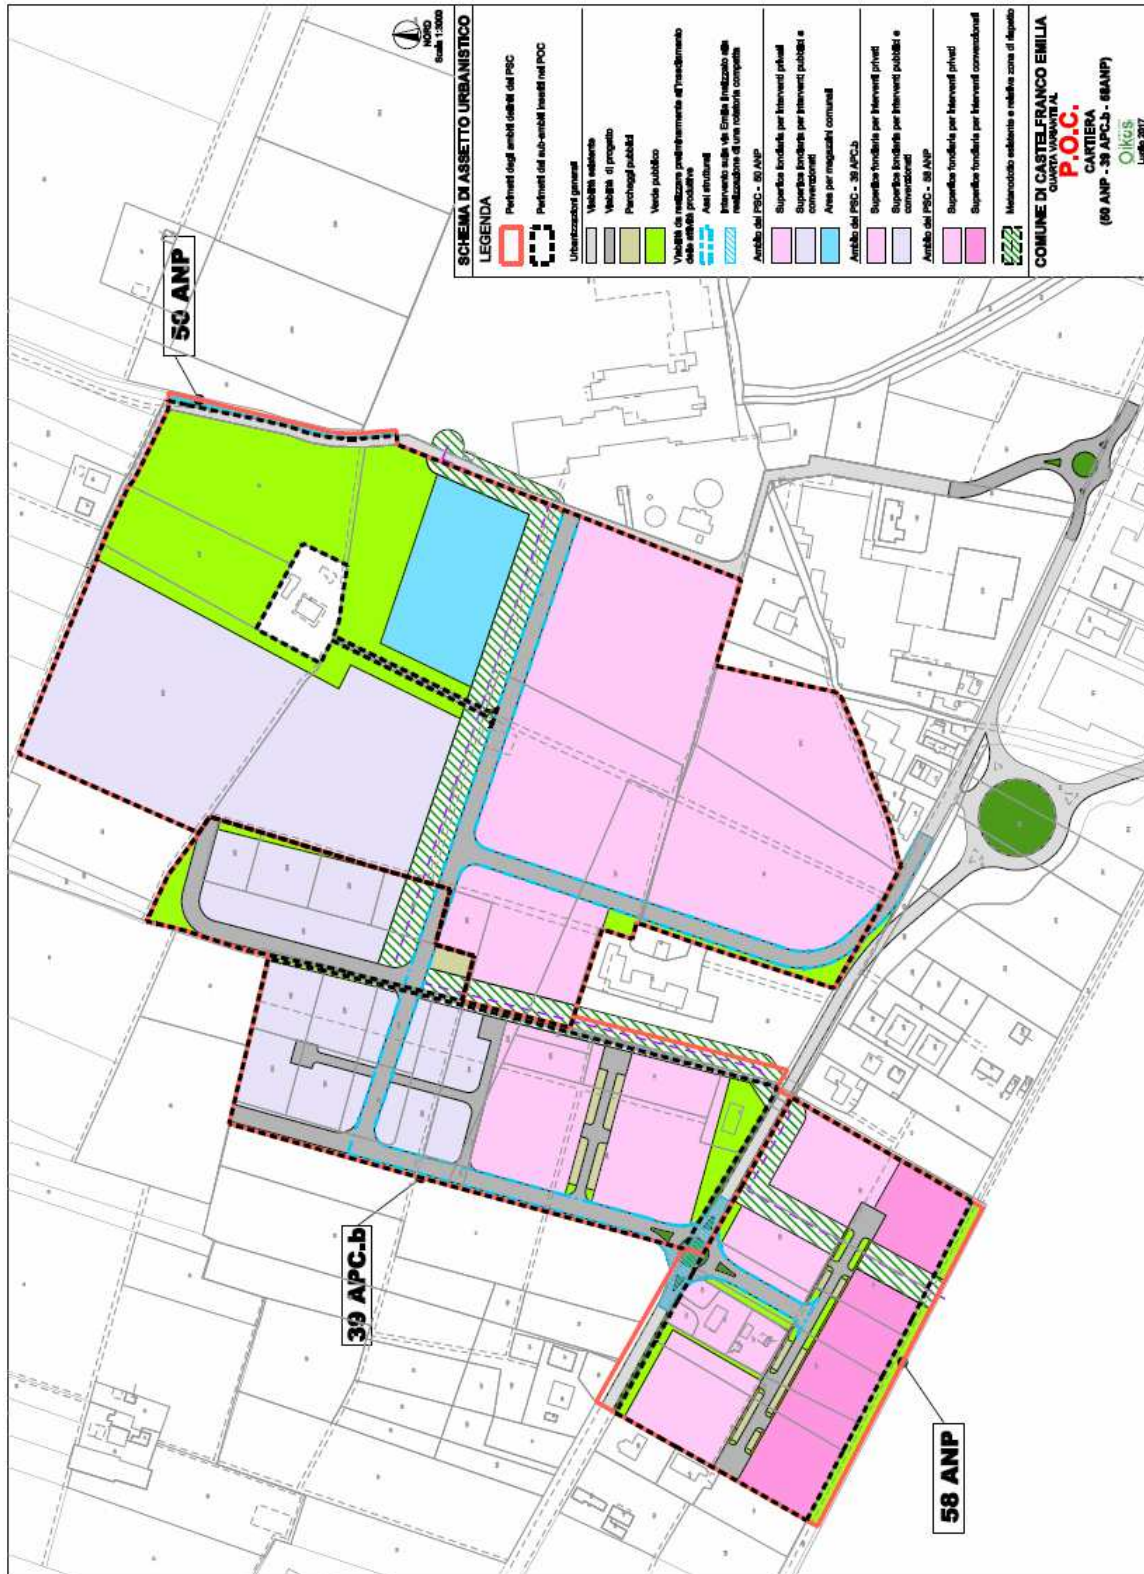 NORD
Scala 1:3000
SCHEMA DI ASSETTO URBANISTICO
LEGENDA
Perimetri degli ambiti definiti dal PSC
Perimetri dei sub-ambiti inseriti nel POC
Urbanizzazioni generali
Viabilità esistente
Viabilità di progetto
Parcheggi pubblici
Verde pubblico
Viabilità da realizzare preliminarmente all'insediamento
delle attività produttive
Assi strutturali
Intervento sulla via Emilia finalizzato alla
realizzazione di una rotatoria compatta
Ambito del PSC - 50 ANP
Superficie fondiaria per interventi privati
Superficie fondiaria per interventi pubblici e
convenzionati
Area per magazzini comunali
Ambito del PSC - 39 APC.b
Superficie fondiaria per interventi privati
Superficie fondiaria per interventi pubblici e
convenzionati
Ambito del PSC - 58 ANP
Superficie fondiaria per interventi privati
Superficie fondiaria per interventi convenzionati
Metanodotto esistente e relativa zona di rispetto
COMUNE DI CASTELFRANCO EMILIA
QUARTA VARIANTE AL
P.O.C.
CARTIERA
(50 ANP - 39 APC.b - 58ANP)
Oikos
Luglio 2017
50 ANP
39 APC.b
58 ANP